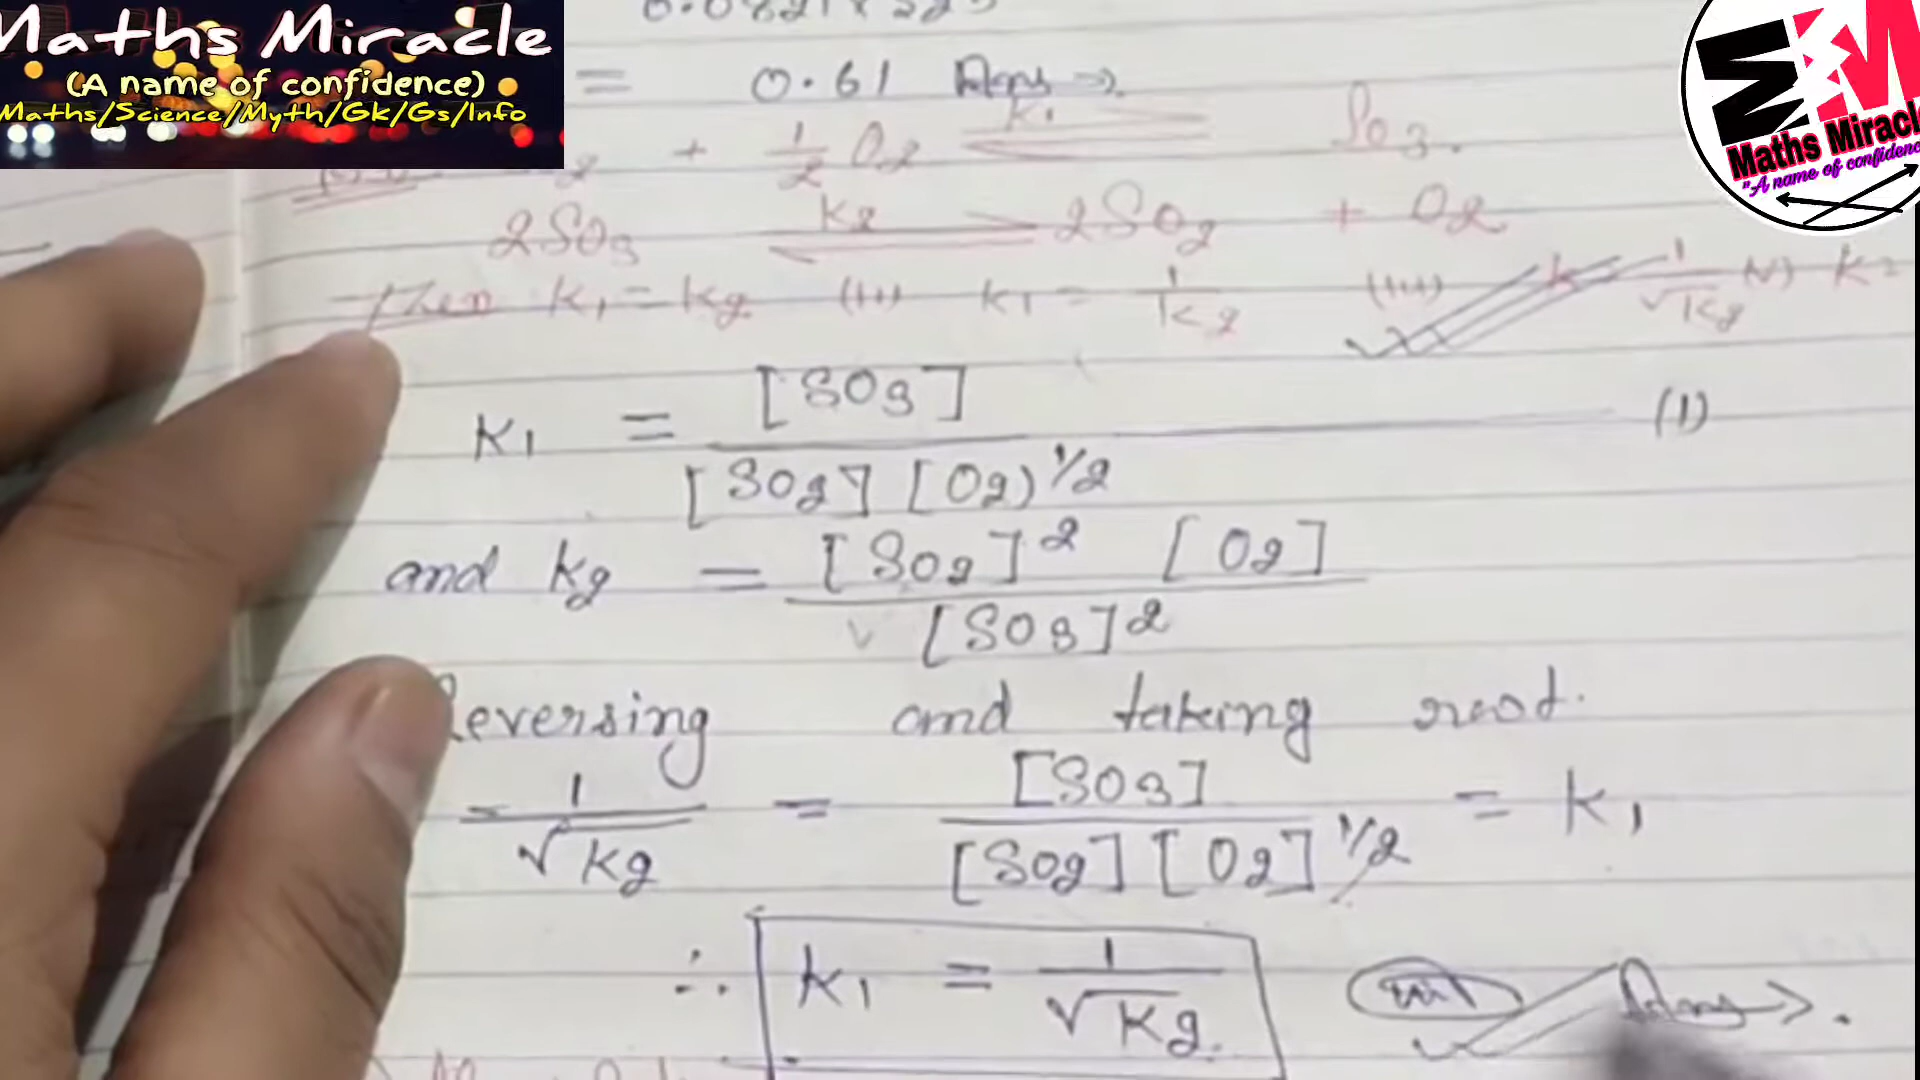 Maths Miracle
(A name of confidence)
Maths/Science/Myth/Gk/Gs/Info
Maths Miracle
"A name of confidence
= 0.61 Ans →.
+ 1/2 O2 ⇌ K1 SO3.
2SO3 ⇌ K2 2SO2 + O2
Then K1 = K2 (ii) K1 = 1/K2 (iii) K = 1/√K2 (iv) K =
K1 = [SO3] / [SO2] [O2)^1/2 (1)
and K2 = [SO2]^2 [O2] / [SO3]^2
Reversing and taking root.
1/√K2 = [SO3] / [SO2] [O2]^1/2 = K1
∴ K1 = 1/√K2. (iii) Ans →.